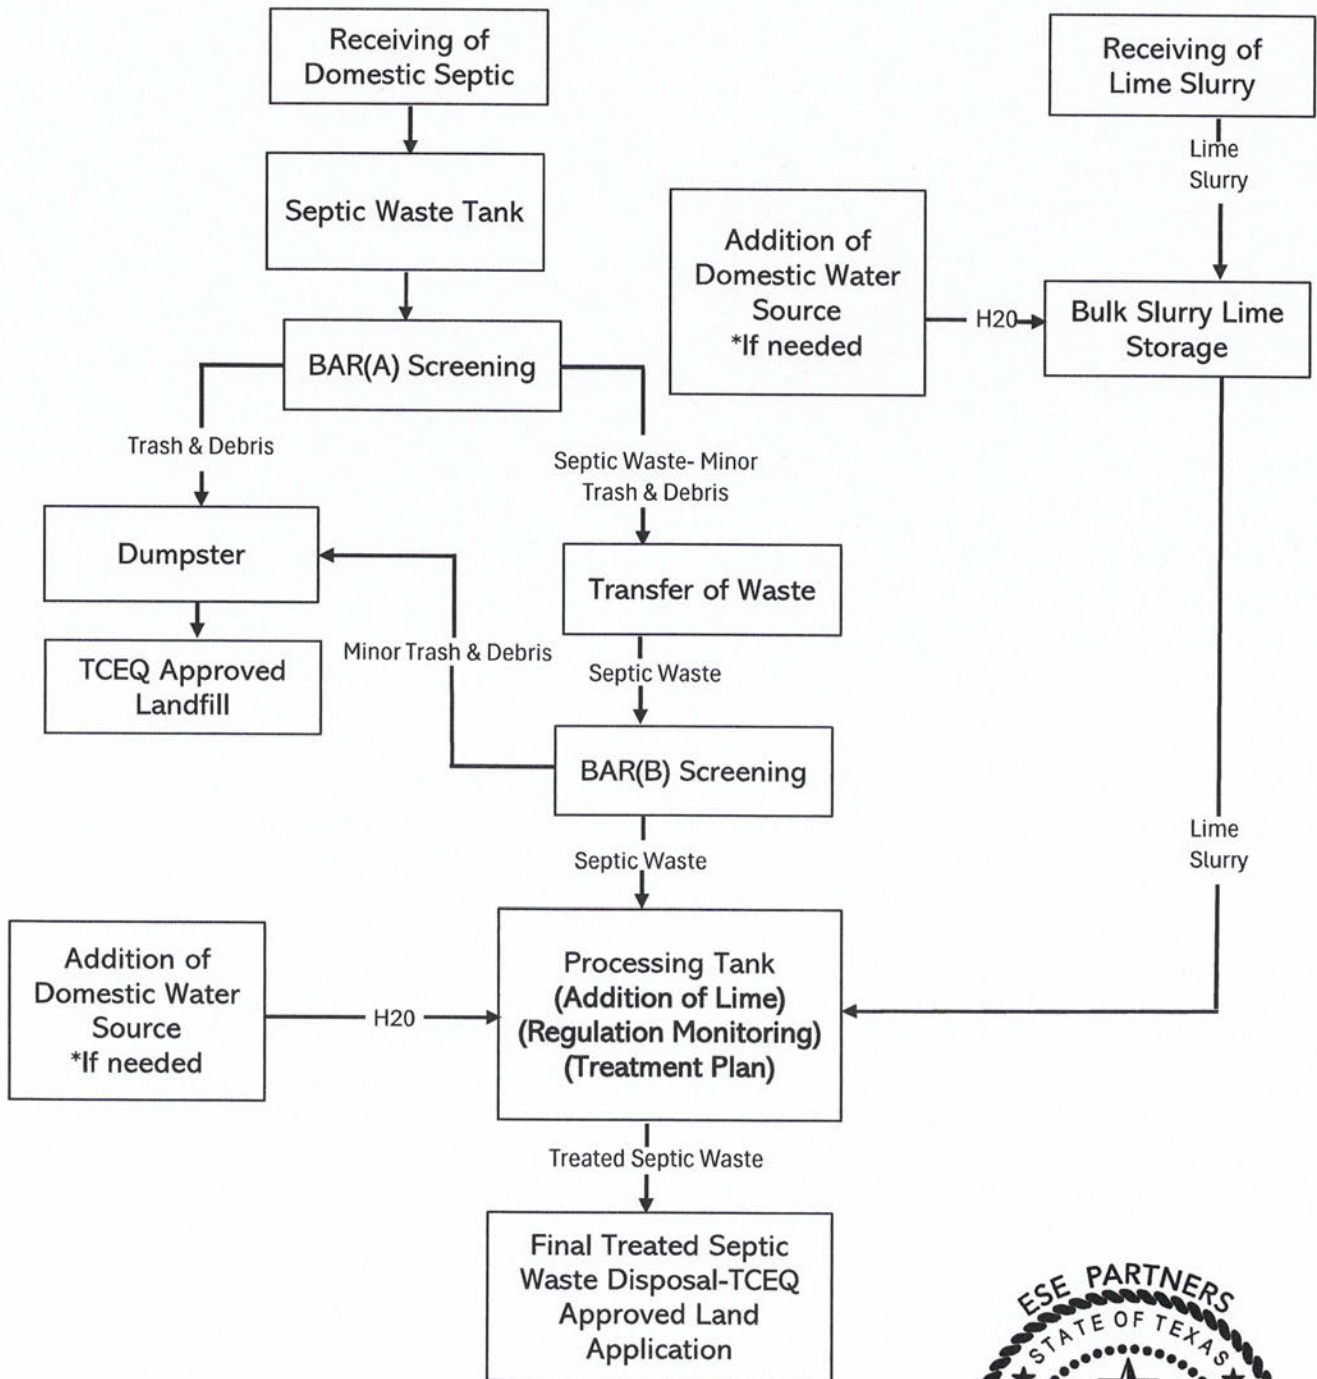 Receiving of
Domestic Septic
Receiving of
Lime Slurry
Lime
Slurry
Septic Waste Tank
Addition of
Domestic Water
Source
*If needed
H20
Bulk Slurry Lime
Storage
BAR(A) Screening
Trash & Debris
Septic Waste- Minor
Trash & Debris
Dumpster
Transfer of Waste
TCEQ Approved
Landfill
Minor Trash & Debris
Septic Waste
BAR(B) Screening
Lime
Slurry
Septic Waste
Addition of
Domestic Water
Source
*If needed
H20
Processing Tank
(Addition of Lime)
(Regulation Monitoring)
(Treatment Plan)
Treated Septic Waste
Final Treated Septic
Waste Disposal-TCEQ
Approved Land
Application
ESE PARTNERS
STATE OF TEXAS